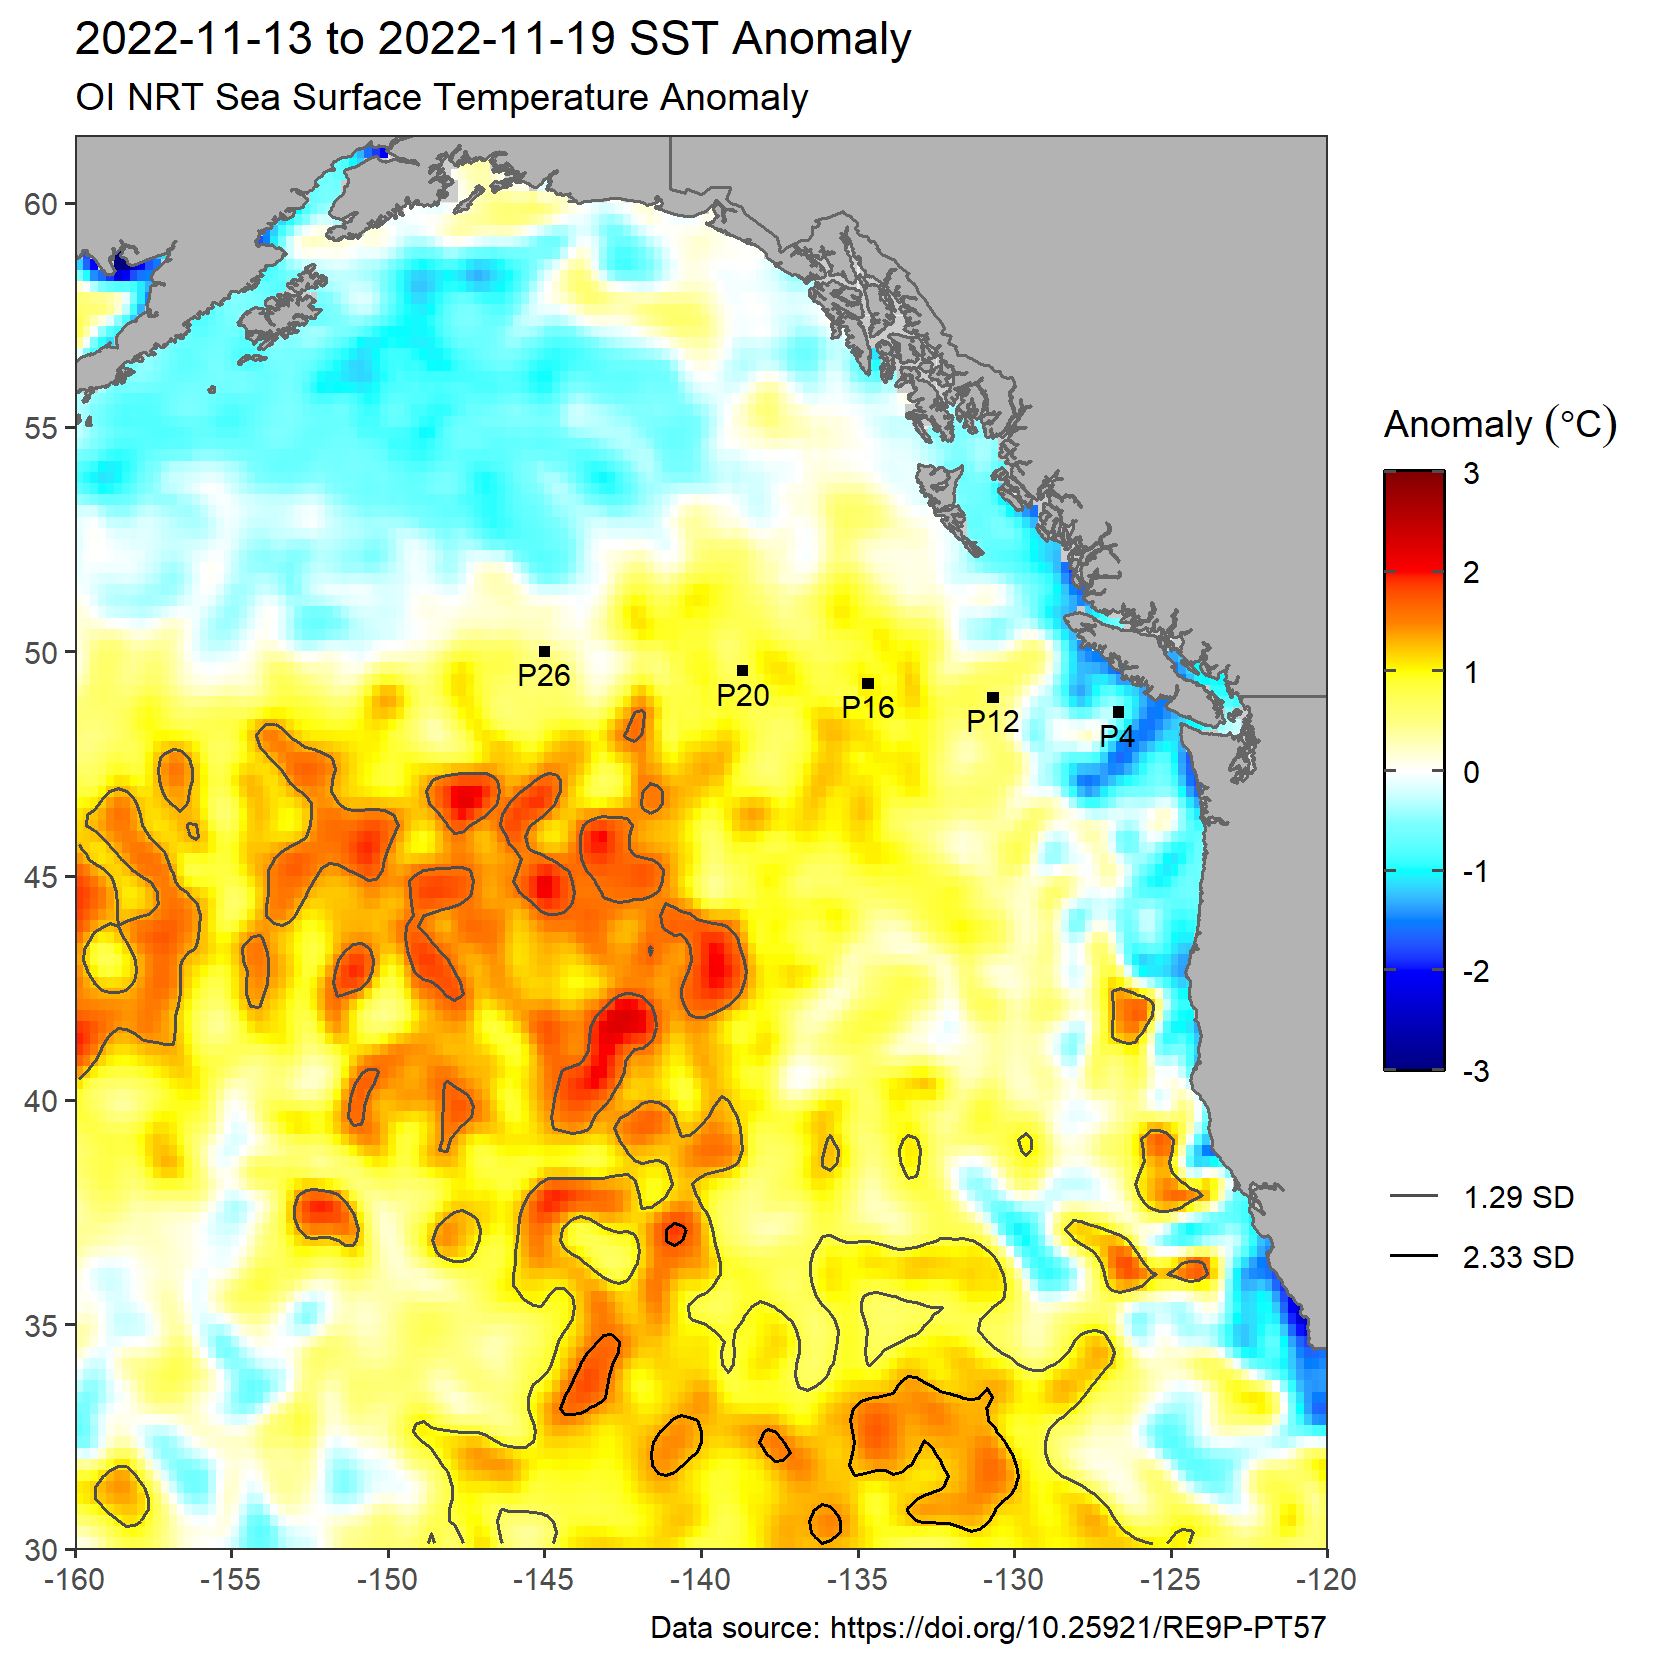 2022-11-13 to 2022-11-19 SST Anomaly
OI NRT Sea Surface Temperature Anomaly
60
55
50
45
40
35
30
-160
-155
-150
-145
-140
-135
-130
-125
-120
P26
P20
P16
P12
P4
Anomaly (°C)
3
2
1
0
-1
-2
-3
1.29 SD
2.33 SD
Data source: https://doi.org/10.25921/RE9P-PT57